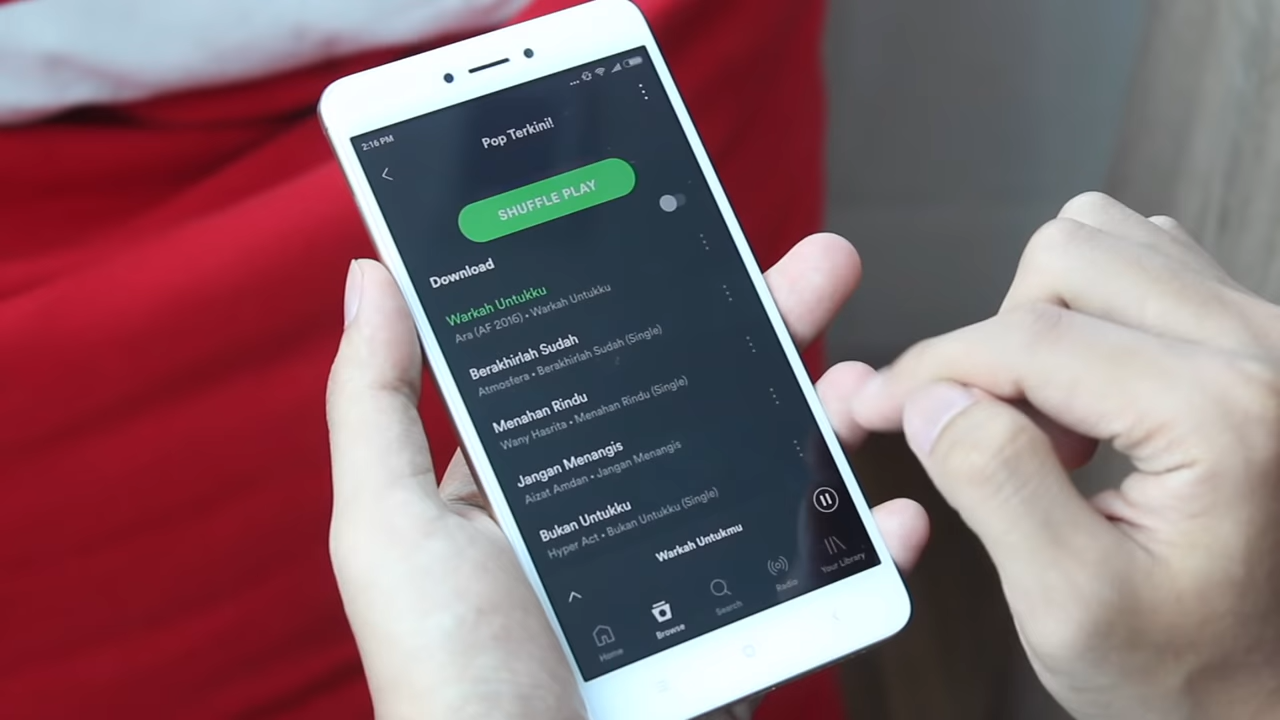 2:16 PM
Pop Terkini!
SHUFFLE PLAY
Download
Warkah Untukku
Ara (AF 2016) • Warkah Untukku
Berakhirlah Sudah
Atmosfera • Berakhirlah Sudah (Single)
Menahan Rindu
Wany Hasrita • Menahan Rindu (Single)
Jangan Menangis
Aizat Amdan • Jangan Menangis
Bukan Untukku
Hyper Act • Bukan Untukku (Single)
Warkah Untukmu
Home
Browse
Search
Radio
Your Library